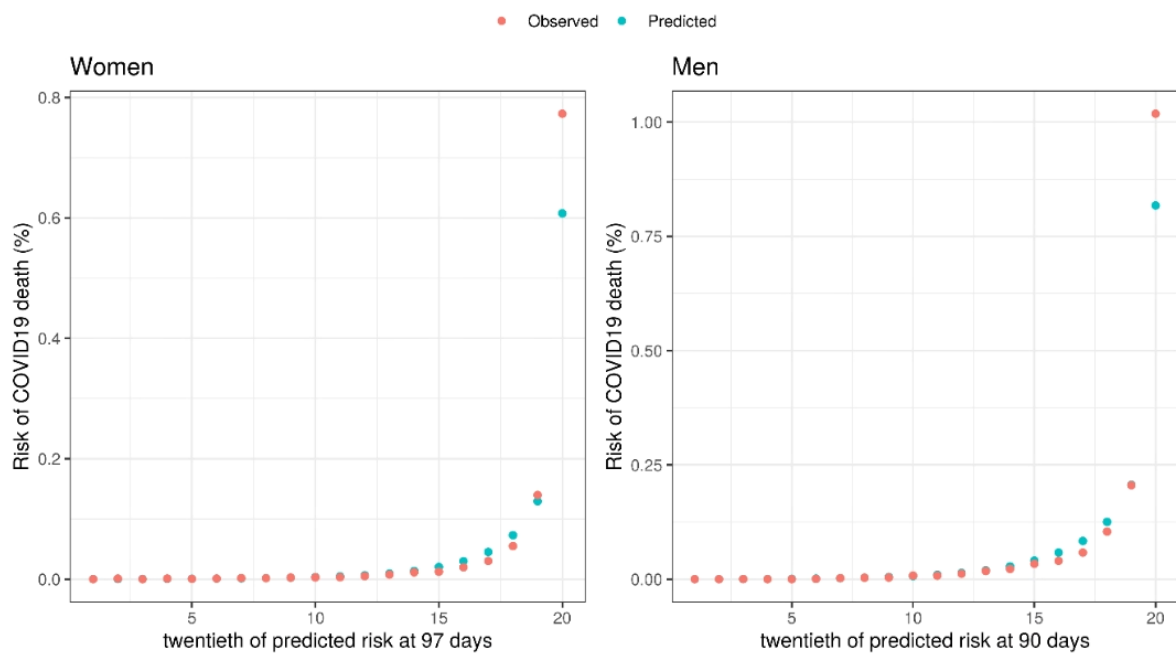 Observed Predicted
Women
Men
Risk of COVID19 death (%)
0.8
0.6
0.4
0.2
0.0
5 10 15 20
twentieth of predicted risk at 97 days
Risk of COVID19 death (%)
1.00
0.75
0.50
0.25
0.00
5 10 15 20
twentieth of predicted risk at 90 days